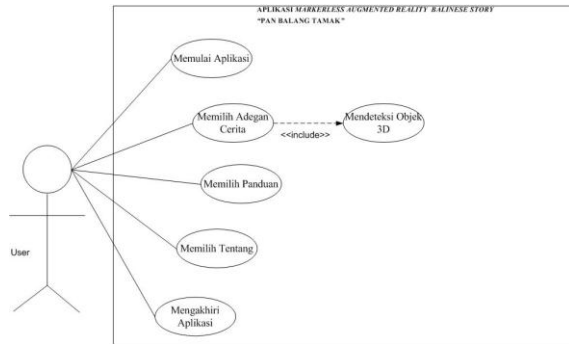 APLIKASI MARKERLESS AUGMENTED REALITY BALINESE STORY
"PAN BALANG TAMAK"
Memulai Aplikasi
Memilih Adegan
Cerita
<<include>>
Mendeteksi Objek
3D
Memilih Panduan
User
Memilih Tentang
Mengakhiri
Aplikasi